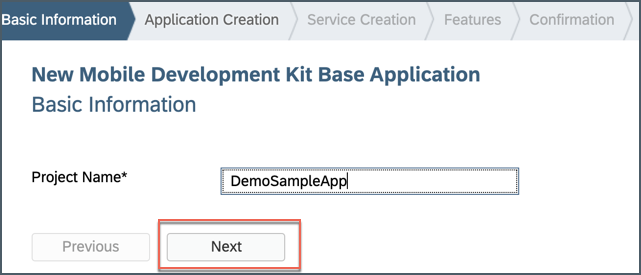 Basic Information Application Creation Service Creation Features Confirmation
New Mobile Development Kit Base Application
Basic Information
Project Name* DemoSampleApp
Previous Next